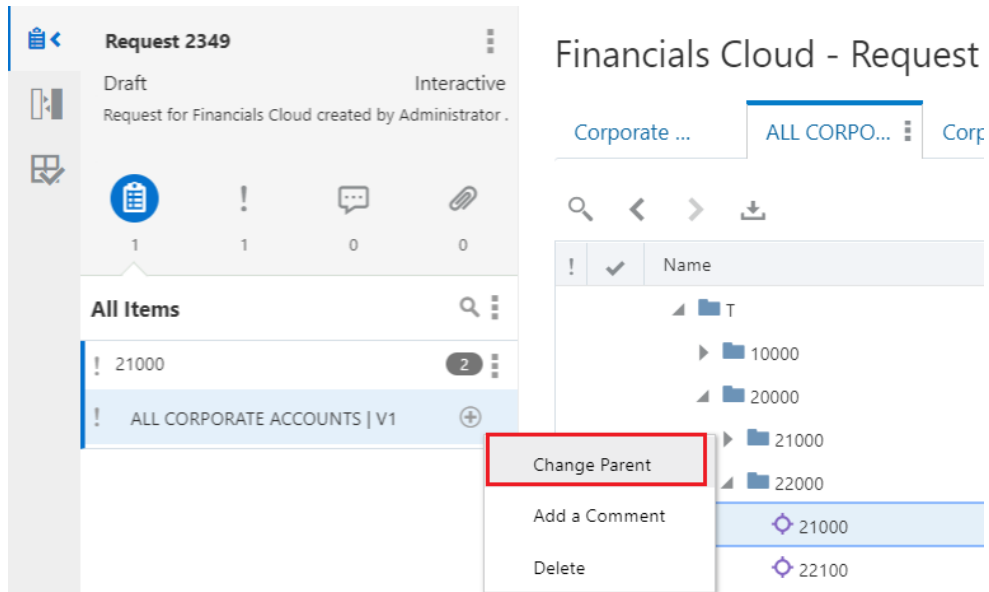 Request 2349
Draft
Interactive
Request for Financials Cloud created by Administrator .
1
1
0
0
All Items
21000
2
ALL CORPORATE ACCOUNTS | V1
Change Parent
Add a Comment
Delete
Financials Cloud - Request
Corporate ...
ALL CORPO...
Corp
! Name
T
10000
20000
21000
22000
21000
22100